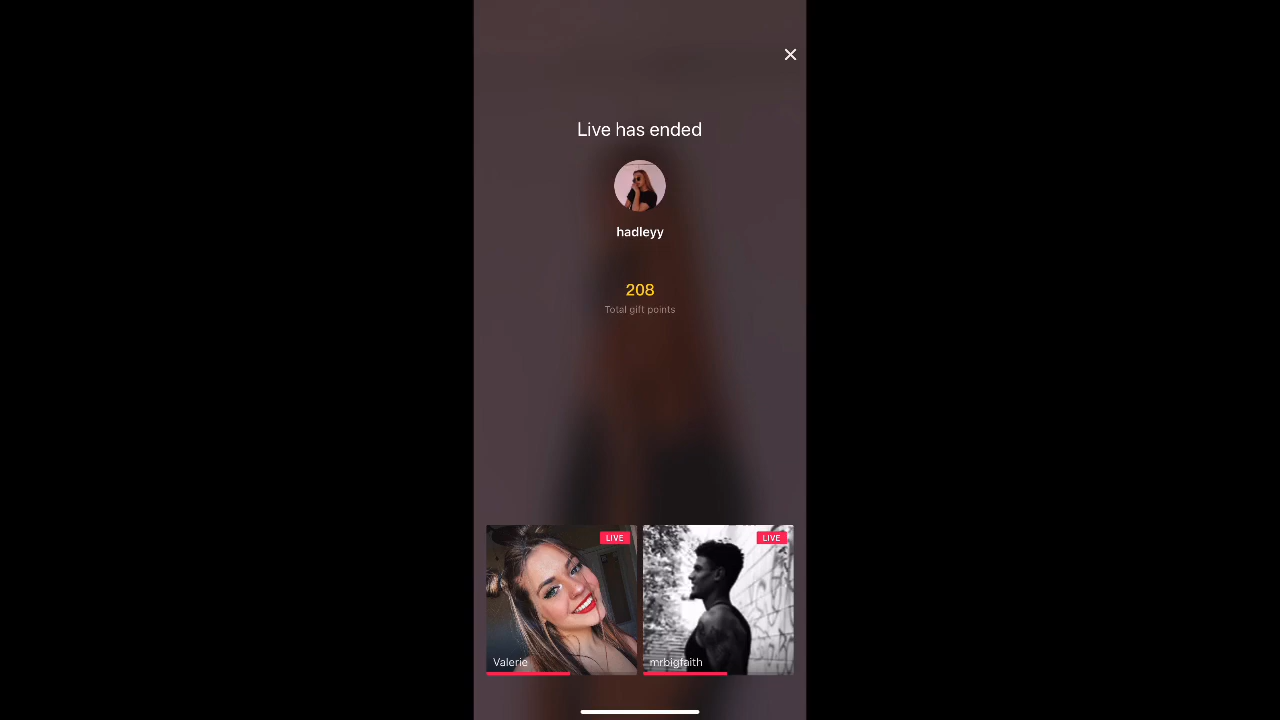 Live has ended
hadleyy
208
Total gift points
LIVE
LIVE
Valerie
mrbigfaith